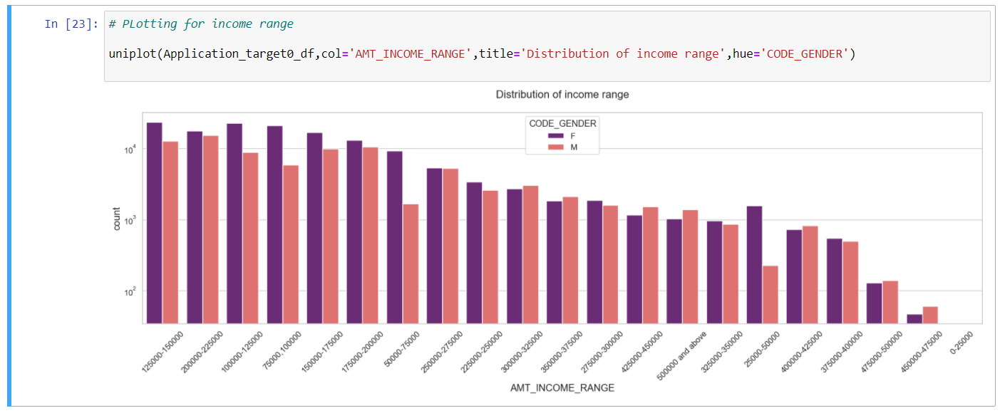 In [23]: # PLotting for income range
uniplot(Application_target0_df,col='AMT_INCOME_RANGE',title='Distribution of income range',hue='CODE_GENDER')
Distribution of income range
CODE_GENDER
F
M
count
10^4
10^3
10^2
125000-150000
200000-225000
100000-125000
75000,100000
150000-175000
175000-200000
50000-75000
250000-275000
225000-250000
300000-325000
350000-375000
275000-300000
425000-450000
500000 and above
325000-350000
25000-50000
400000-425000
375000-400000
475000-500000
450000-475000
0-25000
AMT_INCOME_RANGE